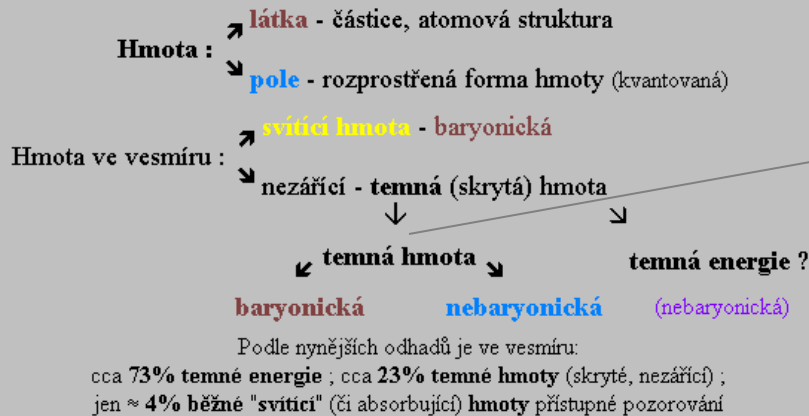 látka - částice, atomová struktura
Hmota :
pole - rozprostřená forma hmoty (kvantovaná)
svítící hmota - baryonická
Hmota ve vesmíru :
nezářící - temná (skrytá) hmota
temná hmota temná energie ?
baryonická nebaryonická (nebaryonická)
Podle nynějších odhadů je ve vesmíru:
cca 73% temné energie ; cca 23% temné hmoty (skryté, nezářící) ;
jen ≈ 4% běžné "svítící" (či absorbující) hmoty přístupné pozorování